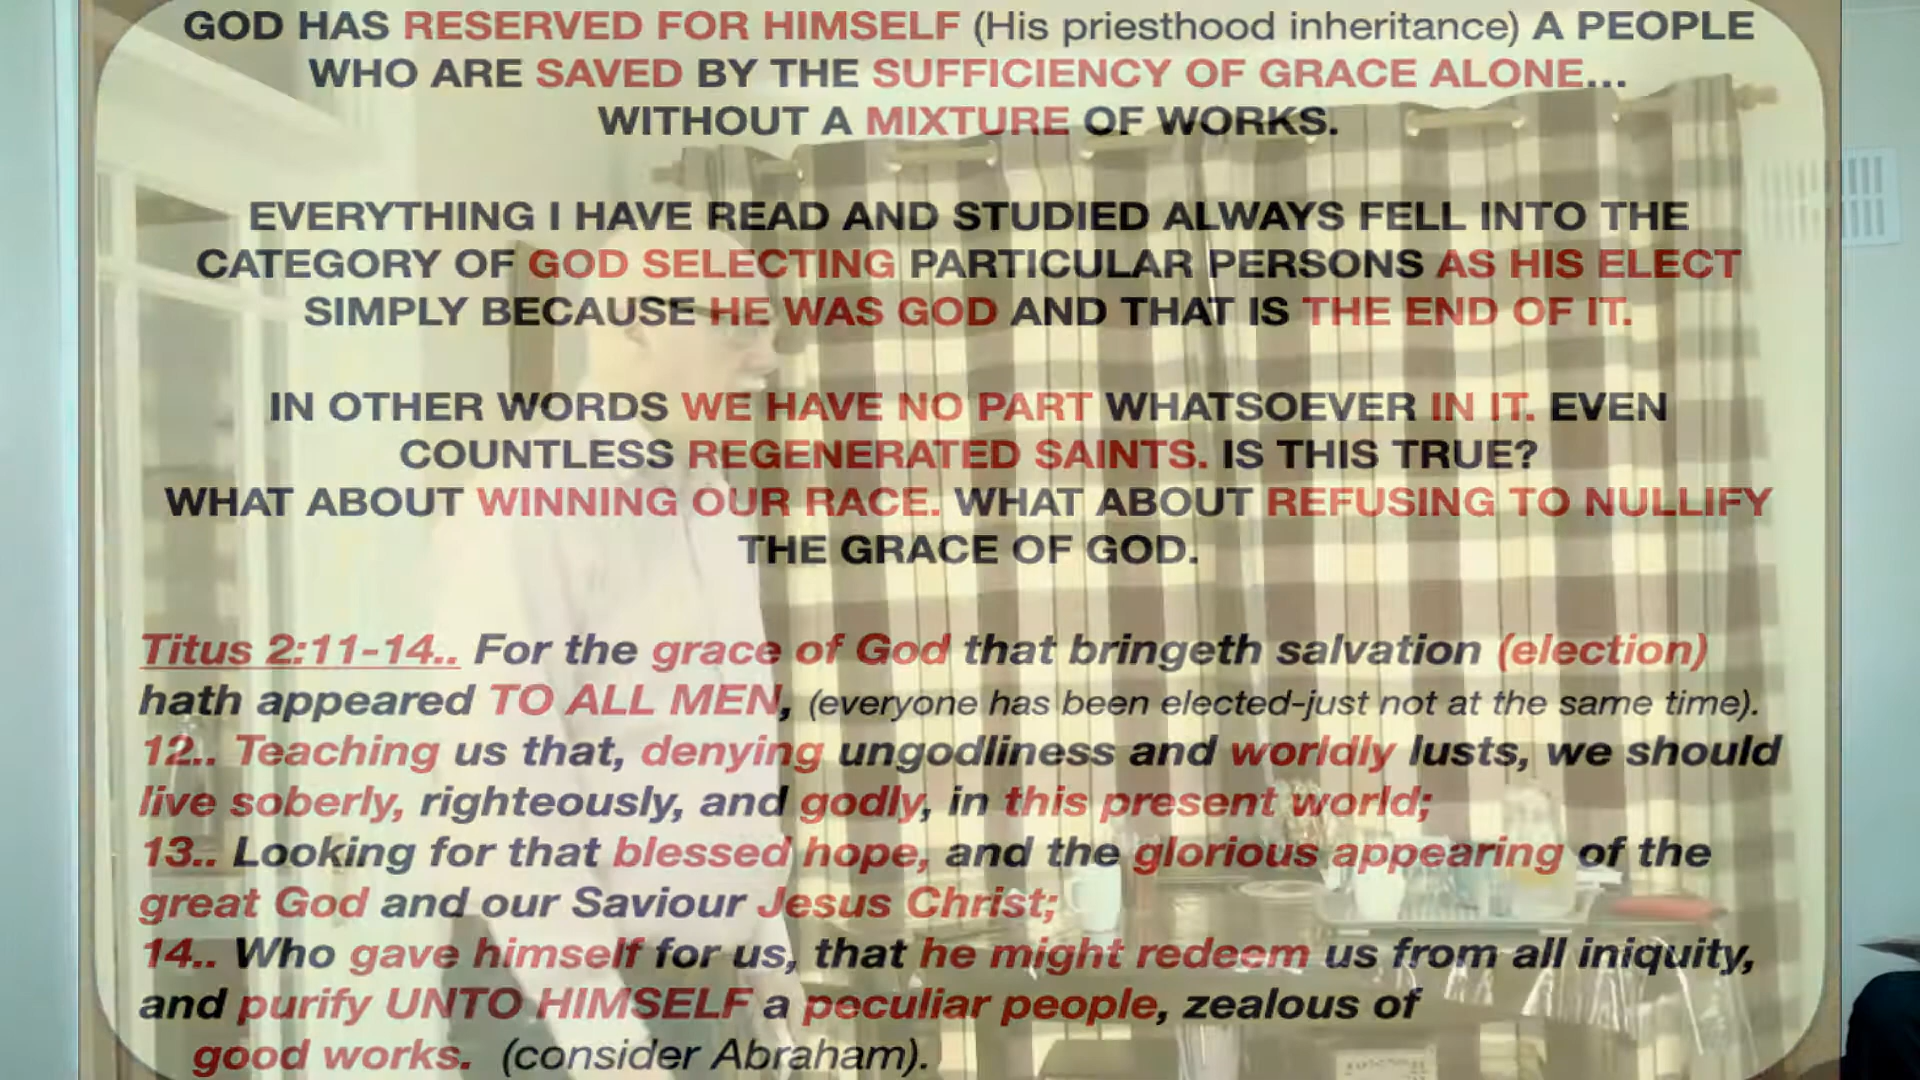 GOD HAS RESERVED FOR HIMSELF (His priesthood inheritance) A PEOPLE
WHO ARE SAVED BY THE SUFFICIENCY OF GRACE ALONE...
WITHOUT A MIXTURE OF WORKS.
EVERYTHING I HAVE READ AND STUDIED ALWAYS FELL INTO THE
CATEGORY OF GOD SELECTING PARTICULAR PERSONS AS HIS ELECT
SIMPLY BECAUSE HE WAS GOD AND THAT IS THE END OF IT.
IN OTHER WORDS WE HAVE NO PART WHATSOEVER IN IT. EVEN
COUNTLESS REGENERATED SAINTS. IS THIS TRUE?
WHAT ABOUT WINNING OUR RACE. WHAT ABOUT REFUSING TO NULLIFY
THE GRACE OF GOD.
Titus 2:11-14.. For the grace of God that bringeth salvation (election)
hath appeared TO ALL MEN, (everyone has been elected-just not at the same time).
12.. Teaching us that, denying ungodliness and worldly lusts, we should
live soberly, righteously, and godly, in this present world;
13.. Looking for that blessed hope, and the glorious appearing of the
great God and our Saviour Jesus Christ;
14.. Who gave himself for us, that he might redeem us from all iniquity,
and purify UNTO HIMSELF a peculiar people, zealous of
good works. (consider Abraham).